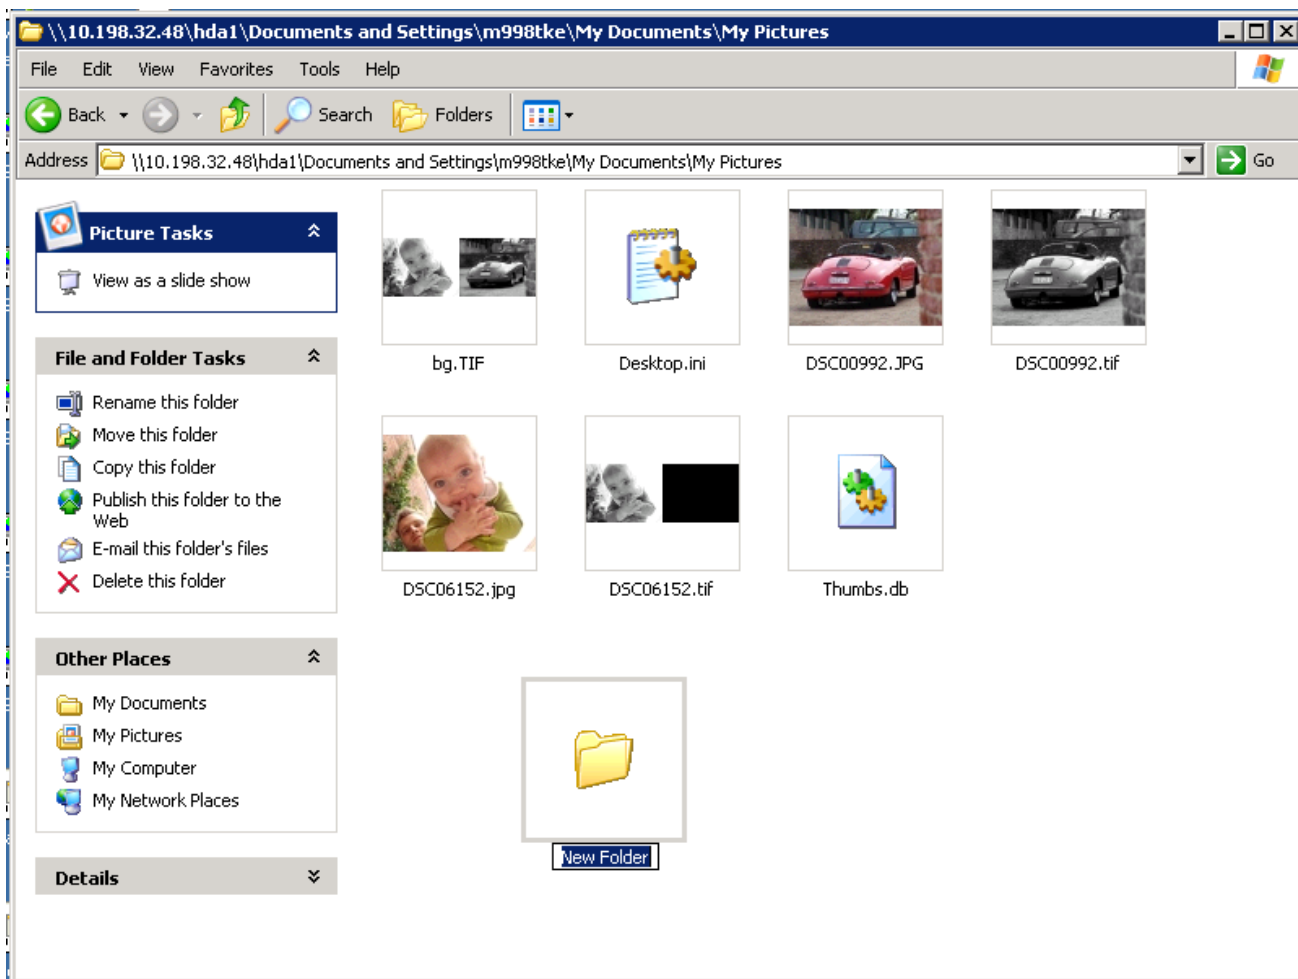 \\10.198.32.48\hda1\Documents and Settings\m998tke\My Documents\My Pictures
File Edit View Favorites Tools Help
Back Search Folders
Address \\10.198.32.48\hda1\Documents and Settings\m998tke\My Documents\My Pictures Go
Picture Tasks
View as a slide show
File and Folder Tasks
Rename this folder
Move this folder
Copy this folder
Publish this folder to the
Web
E-mail this folder's files
Delete this folder
Other Places
My Documents
My Pictures
My Computer
My Network Places
Details
bg.TIF Desktop.ini DSC00992.JPG DSC00992.tif
DSC06152.jpg DSC06152.tif Thumbs.db
New Folder